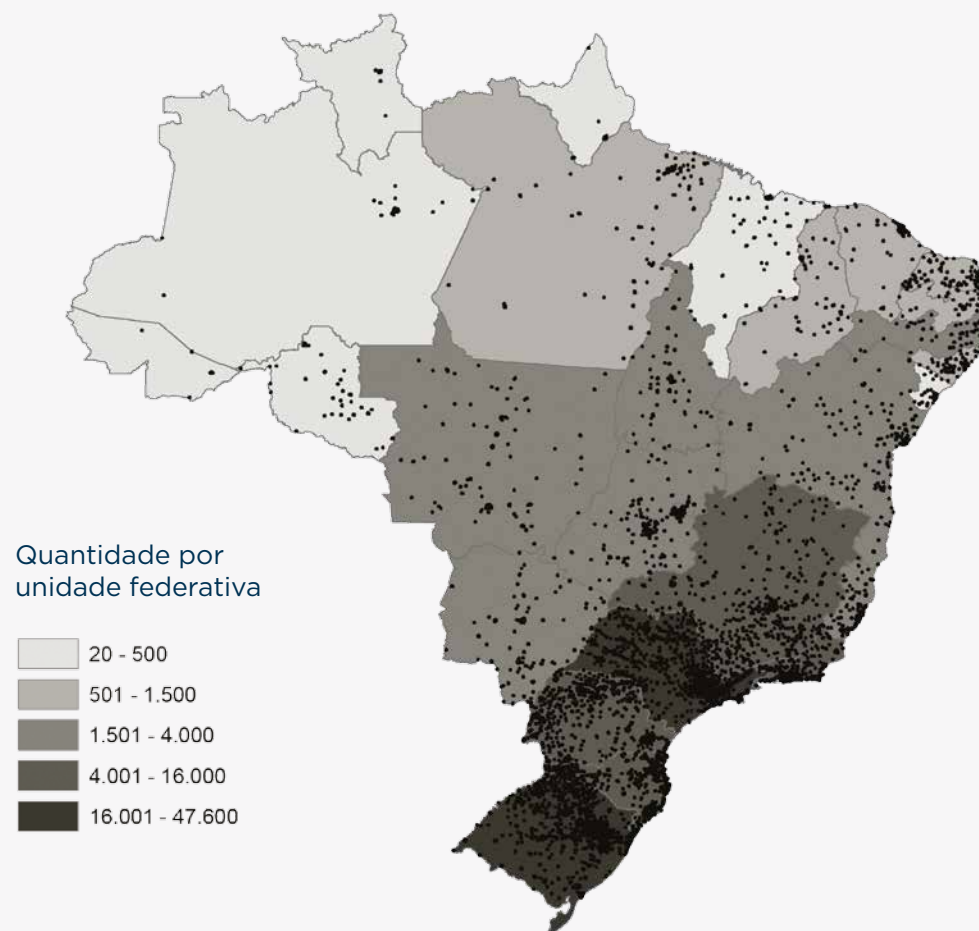 Quantidade por
unidade federativa
20 - 500
501 - 1.500
1.501 - 4.000
4.001 - 16.000
16.001 - 47.600